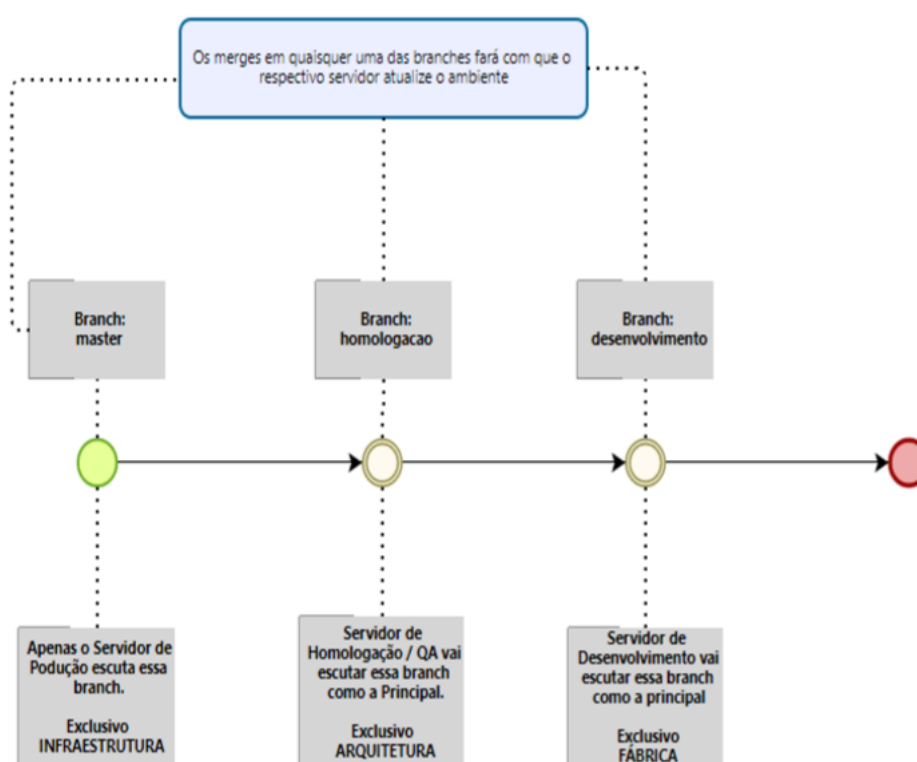 Os merges em quaisquer uma das branches fará com que o
respectivo servidor atualize o ambiente
Branch:
master
Branch:
homologacao
Branch:
desenvolvimento
Apenas o Servidor de
Podução escuta essa
branch.
Exclusivo
INFRAESTRUTURA
Servidor de
Homologação / QA vai
escutar essa branch
como a Principal.
Exclusivo
ARQUITETURA
Servidor de
Desenvolvimento vai
escutar essa branch
como a principal
Exclusivo
FÁBRICA